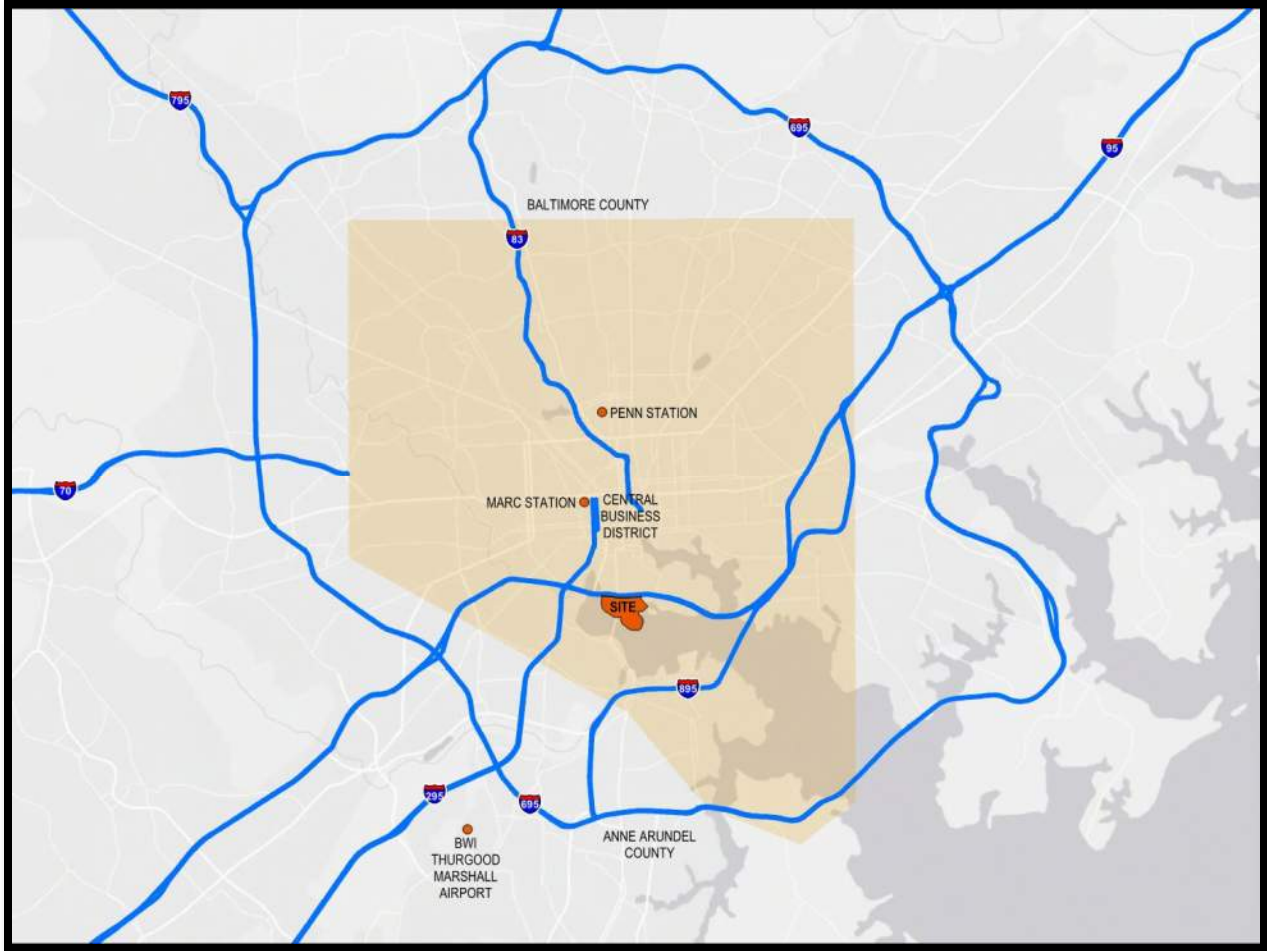 795
695
95
BALTIMORE COUNTY
83
PENN STATION
70
MARC STATION
CENTRAL
BUSINESS
DISTRICT
SITE
895
295
695
BWI
THURGOOD
MARSHALL
AIRPORT
ANNE ARUNDEL
COUNTY